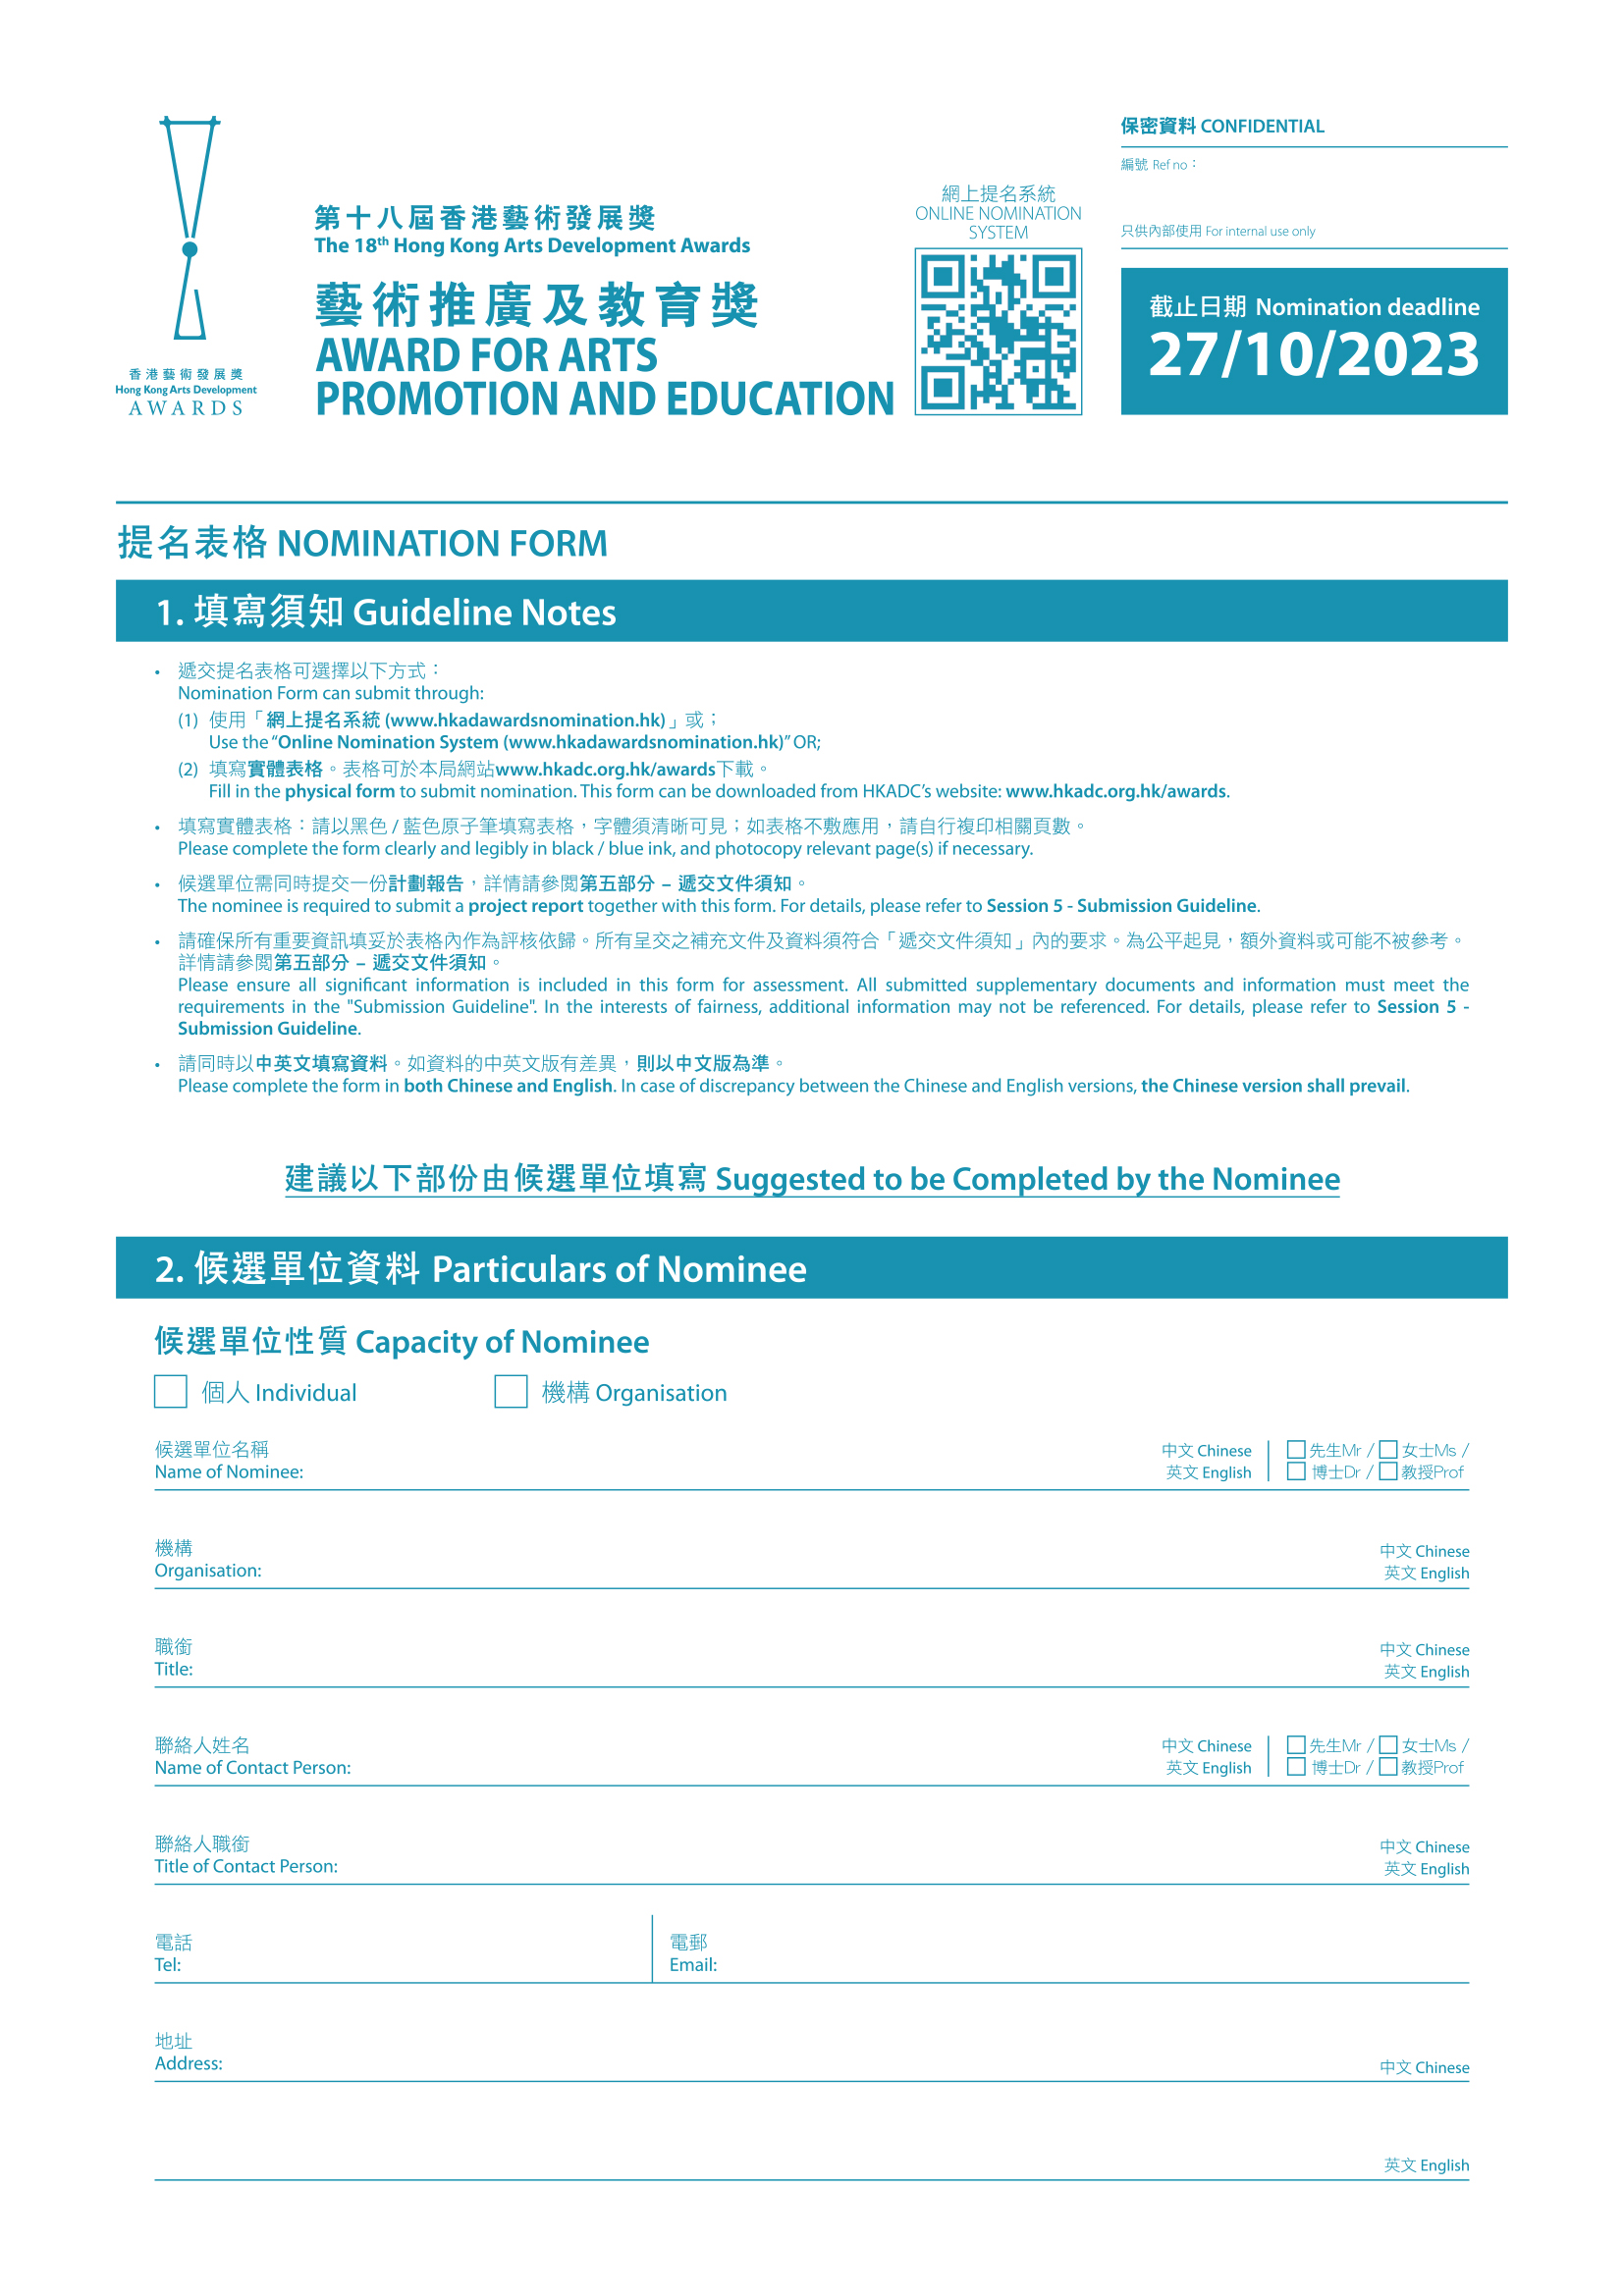 保密資料 CONFIDENTIAL
編號 Ref no：
只供內部使用 For internal use only
截止日期 Nomination deadline
27/10/2023
網上提名系統
ONLINE NOMINATION
SYSTEM
第十八屆香港藝術發展獎
The 18th Hong Kong Arts Development Awards
藝術推廣及教育獎
AWARD FOR ARTS
PROMOTION AND EDUCATION
香港藝術發展獎
Hong Kong Arts Development
AWARDS
提名表格 NOMINATION FORM
1. 填寫須知 Guideline Notes
• 遞交提名表格可選擇以下方式：
Nomination Form can submit through:
(1) 使用「網上提名系統 (www.hkadawardsnomination.hk)」或；
Use the “Online Nomination System (www.hkadawardsnomination.hk)” OR;
(2) 填寫實體表格。表格可於本局網站www.hkadc.org.hk/awards下載。
Fill in the physical form to submit nomination. This form can be downloaded from HKADC’s website: www.hkadc.org.hk/awards.
• 填寫實體表格：請以黑色 / 藍色原子筆填寫表格，字體須清晰可見；如表格不敷應用，請自行複印相關頁數。
Please complete the form clearly and legibly in black / blue ink, and photocopy relevant page(s) if necessary.
• 候選單位需同時提交一份計劃報告，詳情請參閱第五部分 – 遞交文件須知。
The nominee is required to submit a project report together with this form. For details, please refer to Session 5 - Submission Guideline.
• 請確保所有重要資訊填妥於表格內作為評核依歸。所有呈交之補充文件及資料須符合「遞交文件須知」內的要求。為公平起見，額外資料或可能不被參考。
詳情請參閱第五部分 – 遞交文件須知。
Please ensure all significant information is included in this form for assessment. All submitted supplementary documents and information must meet the
requirements in the "Submission Guideline". In the interests of fairness, additional information may not be referenced. For details, please refer to Session 5 -
Submission Guideline.
• 請同時以中英文填寫資料。如資料的中英文版有差異，則以中文版為準。
Please complete the form in both Chinese and English. In case of discrepancy between the Chinese and English versions, the Chinese version shall prevail.
建議以下部份由候選單位填寫 Suggested to be Completed by the Nominee
2. 候選單位資料 Particulars of Nominee
候選單位性質 Capacity of Nominee
個人 Individual 機構 Organisation
候選單位名稱 中文 Chinese 先生Mr / 女士Ms /
Name of Nominee: 英文 English 博士Dr / 教授Prof
機構 中文 Chinese
Organisation: 英文 English
職銜 中文 Chinese
Title: 英文 English
聯絡人姓名 中文 Chinese 先生Mr / 女士Ms /
Name of Contact Person: 英文 English 博士Dr / 教授Prof
聯絡人職銜 中文 Chinese
Title of Contact Person: 英文 English
電話 電郵
Tel: Email:
地址
Address: 中文 Chinese
英文 English